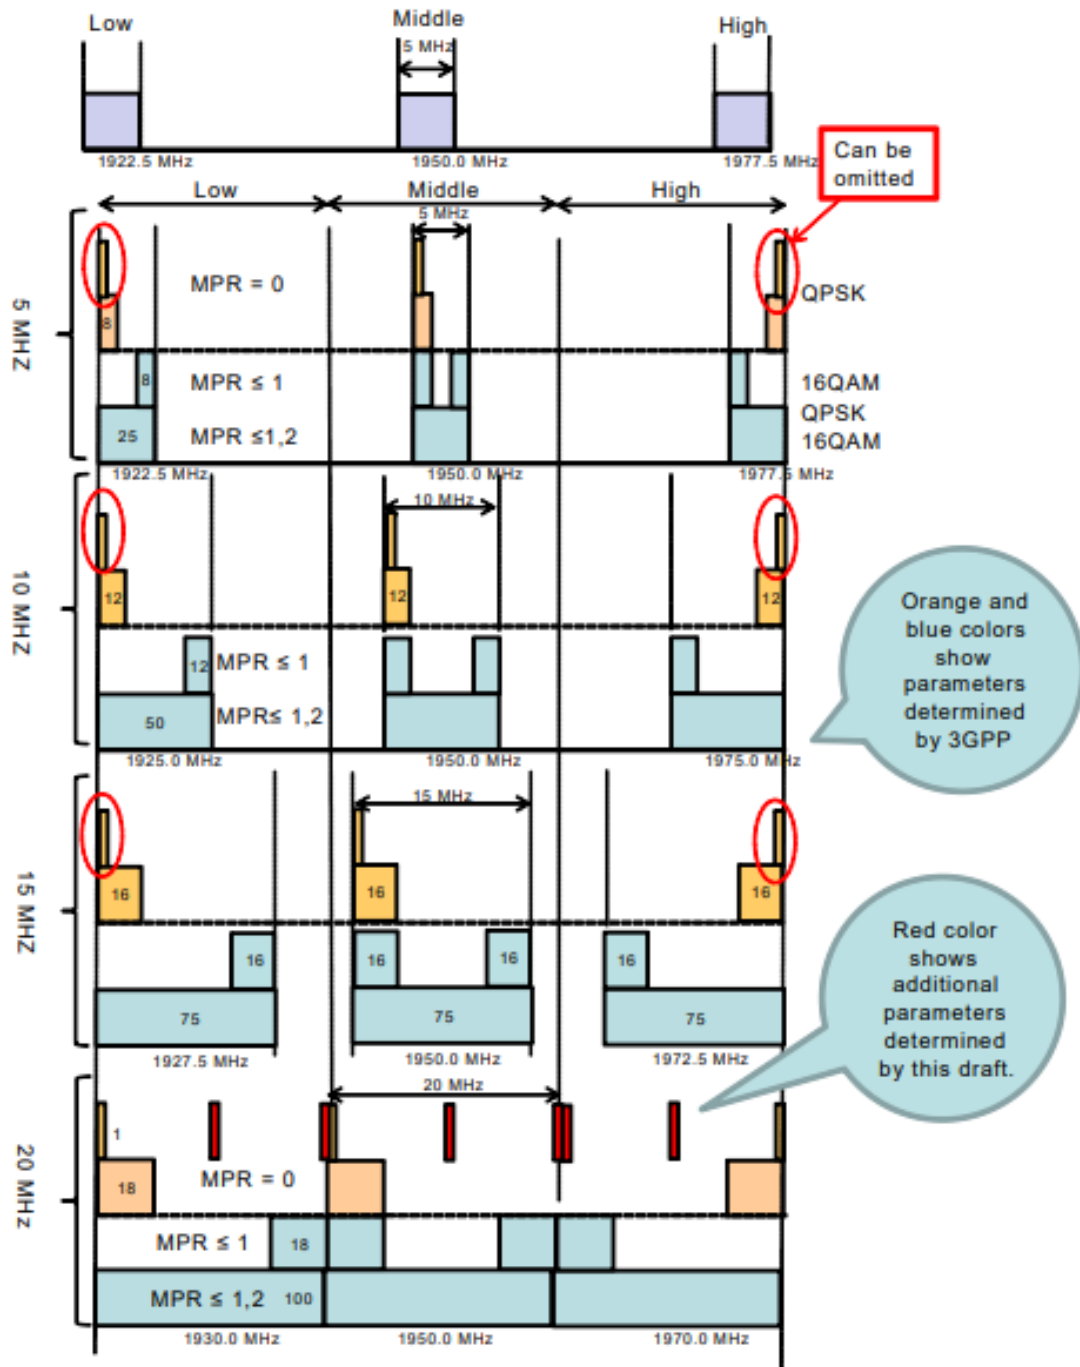 Low
Middle
High
5 MHz
1922.5 MHz
1950.0 MHz
1977.5 MHz
Can be
omitted
Low
Middle
High
5 MHz
5 MHZ
MPR = 0
QPSK
8
8
MPR ≤ 1
16QAM
QPSK
25
MPR ≤1,2
16QAM
1922.5 MHz
1950.0 MHz
1977.5 MHz
10 MHZ
10 MHz
12
12
12
12
MPR ≤ 1
50
MPR≤ 1,2
1925.0 MHz
1950.0 MHz
1975.0 MHz
Orange and
blue colors
show
parameters
determined
by 3GPP
15 MHZ
15 MHz
16
16
16
16
16
16
16
75
75
75
1927.5 MHz
1950.0 MHz
1972.5 MHz
Red color
shows
additional
parameters
determined
by this draft.
20 MHz
20 MHz
1
18
MPR = 0
MPR ≤ 1
18
MPR ≤ 1,2
100
1930.0 MHz
1950.0 MHz
1970.0 MHz